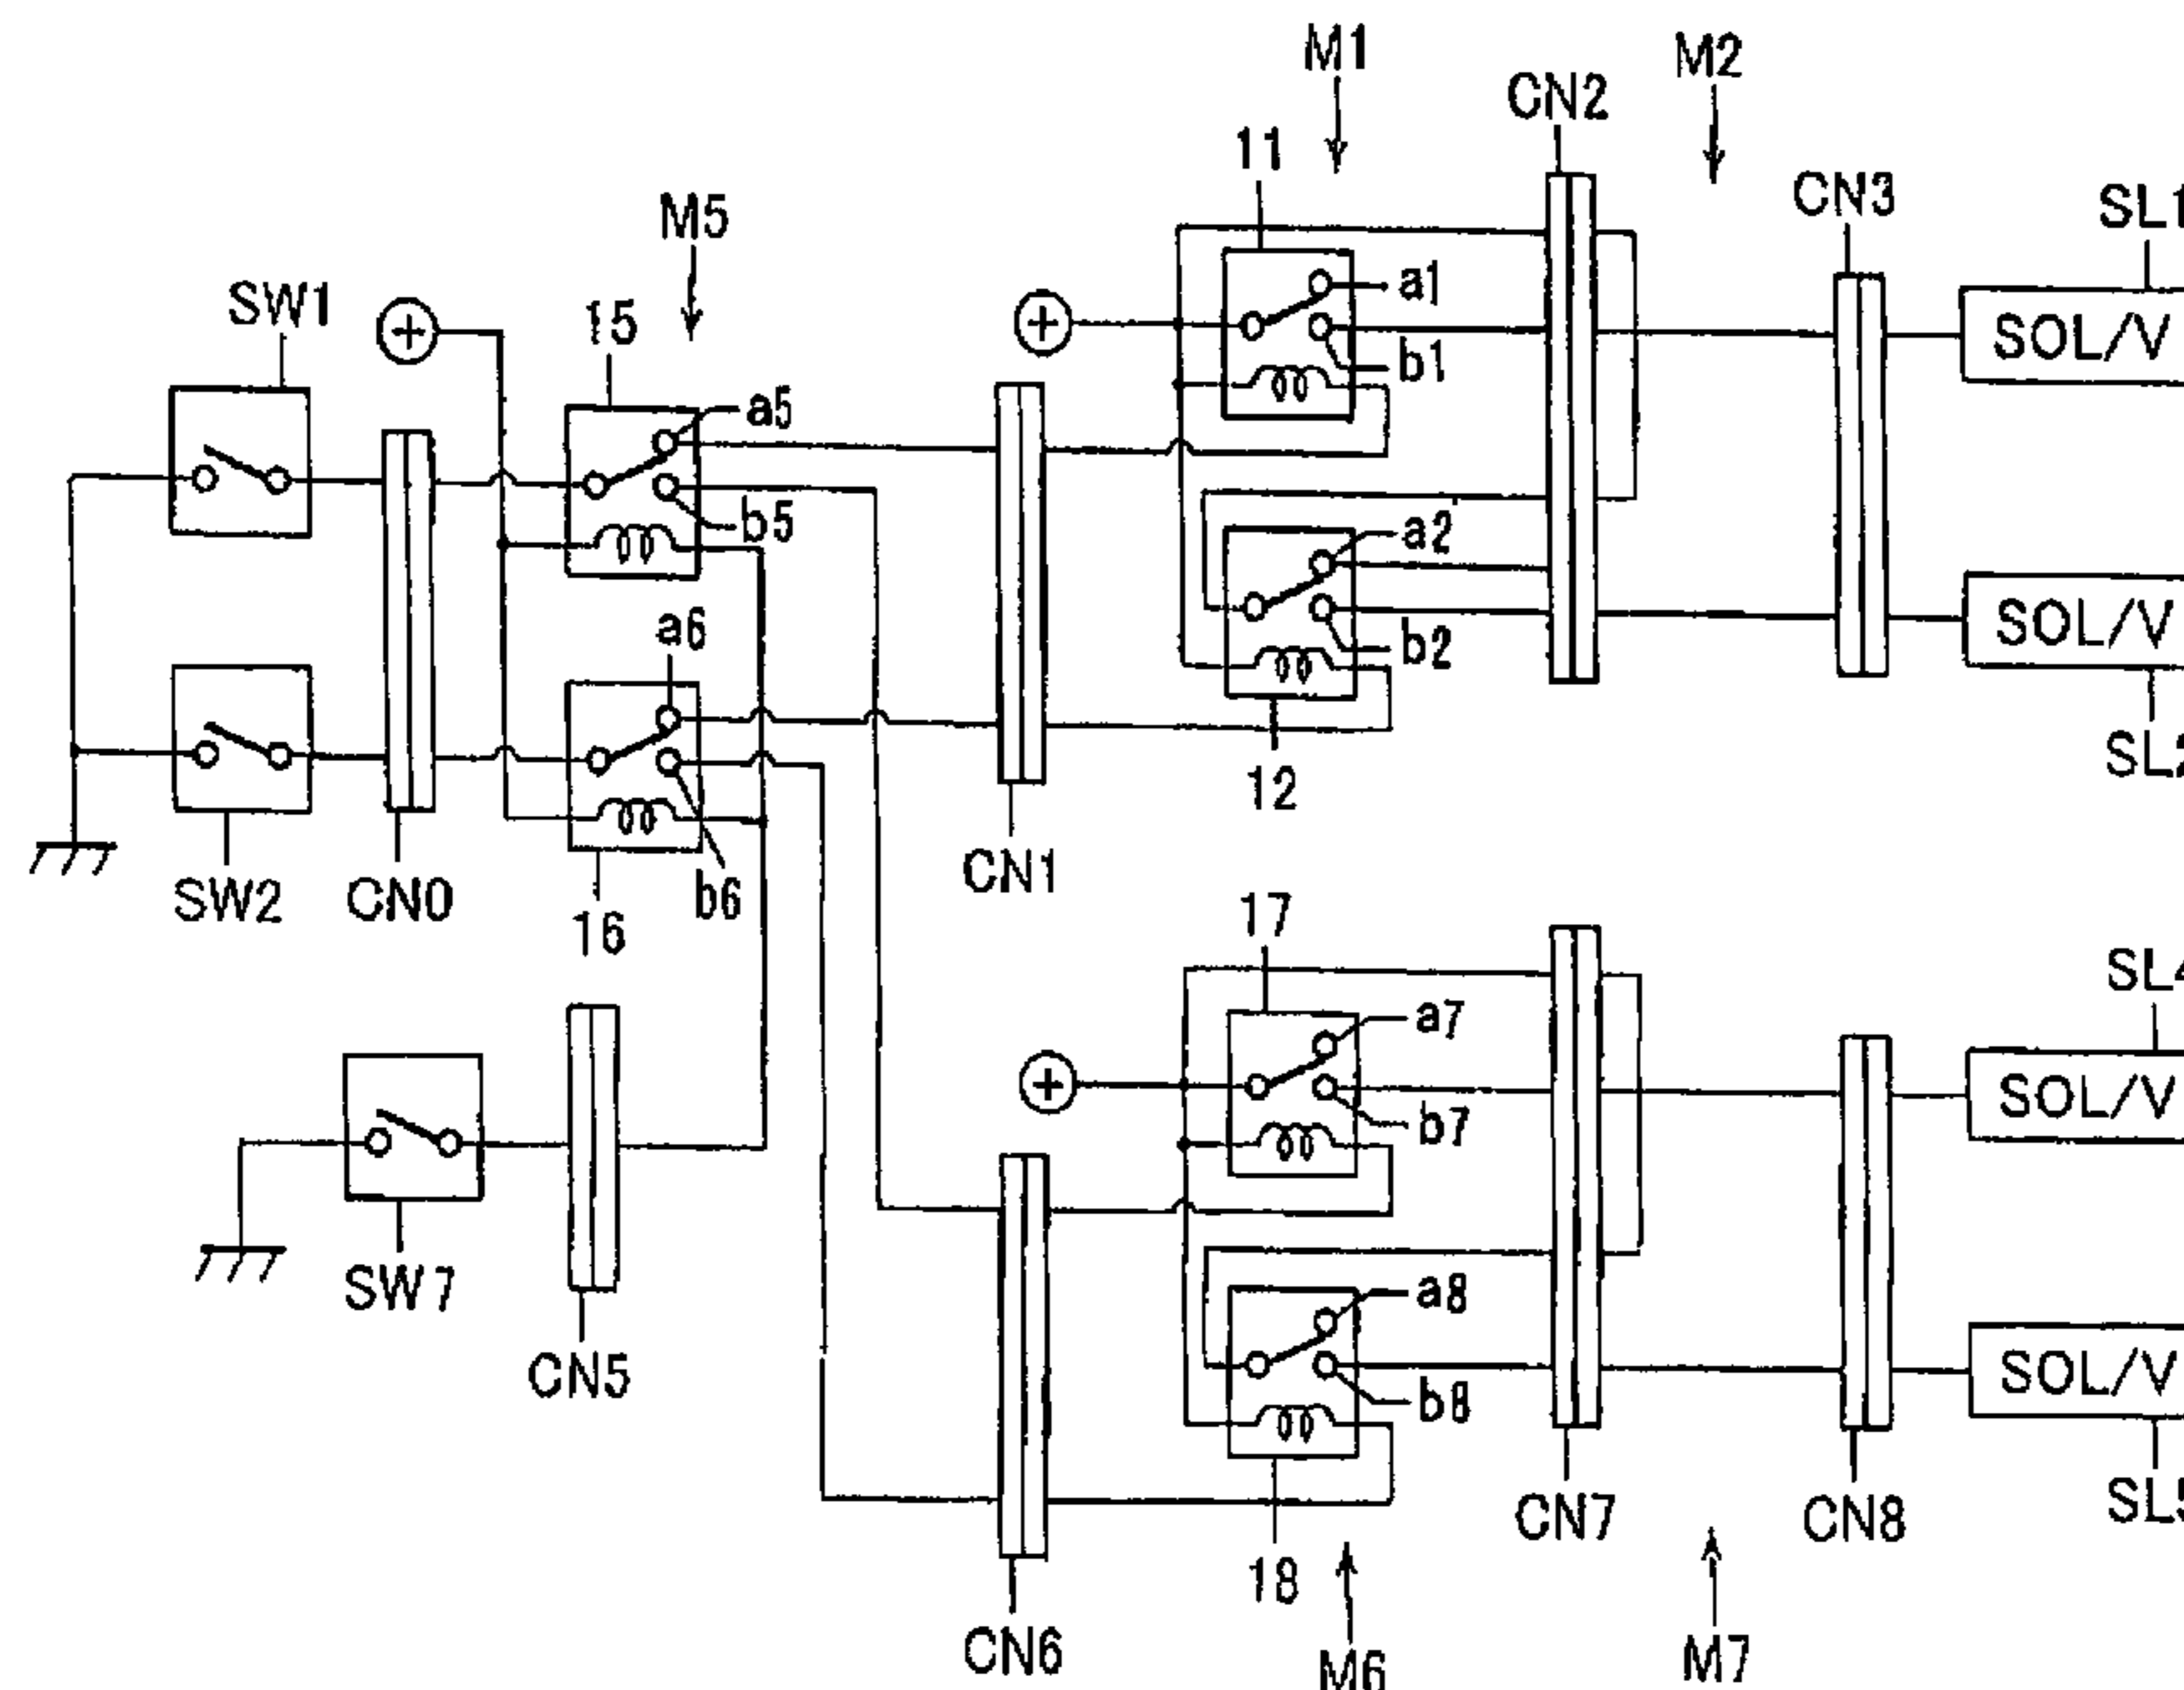 M1
M2
CN2
11
CN3
SL1
M5
SW1
15
+
+
a1
b1
SOL/V
a5
b5
a2
b2
SOL/V
a6
12
SL2
SW2
CN0
16
b6
CN1
17
SL4
+
a7
b7
SOL/V
SW7
CN5
a8
b8
SOL/V
CN7
CN8
SL5
18
CN6
M6
M7